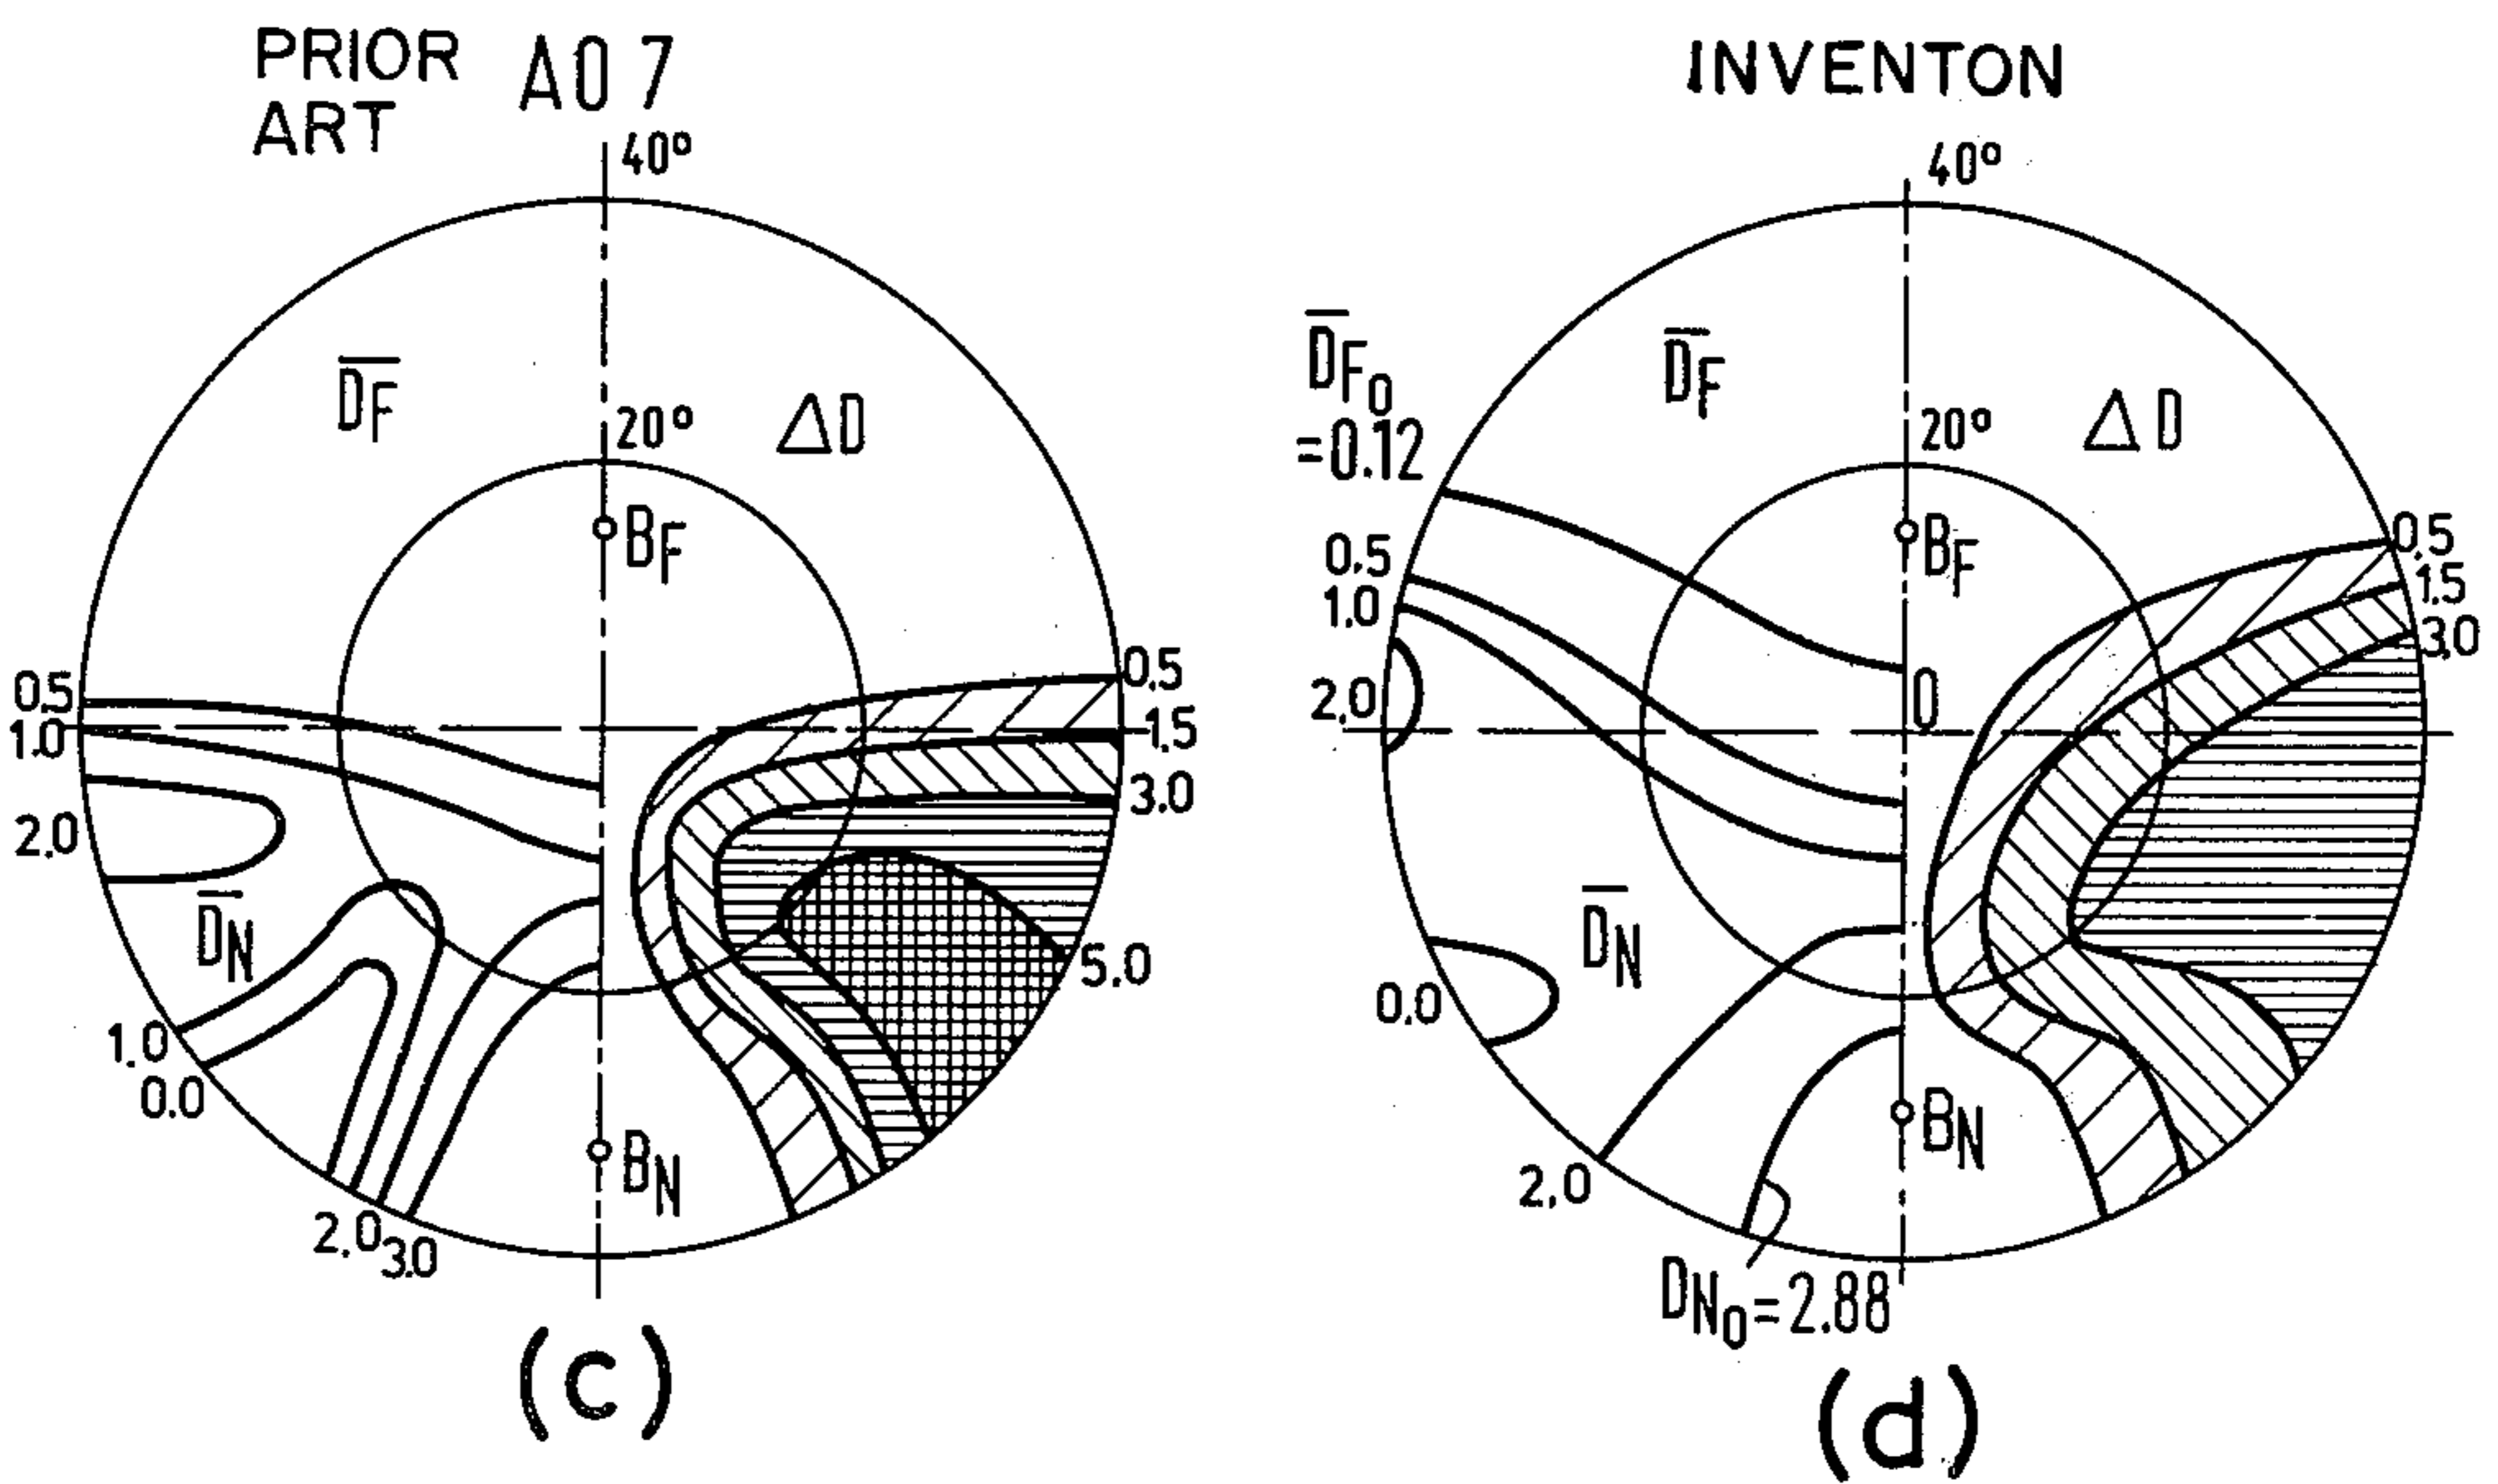 PRIOR ART A07
40°
D̅F
ΔD
20°
BF
0.5
1.0
2.0
D̅N
1.0
0.0
2.0
3.0
BN
0.5
1.5
3.0
5.0
(c)
INVENTON
40°
D̅F0
=0.12
D̅F
ΔD
20°
BF
0.5
1.0
2.0
0
0.5
1.5
3.0
D̅N
0.0
BN
2.0
DN0=2.88
(d)